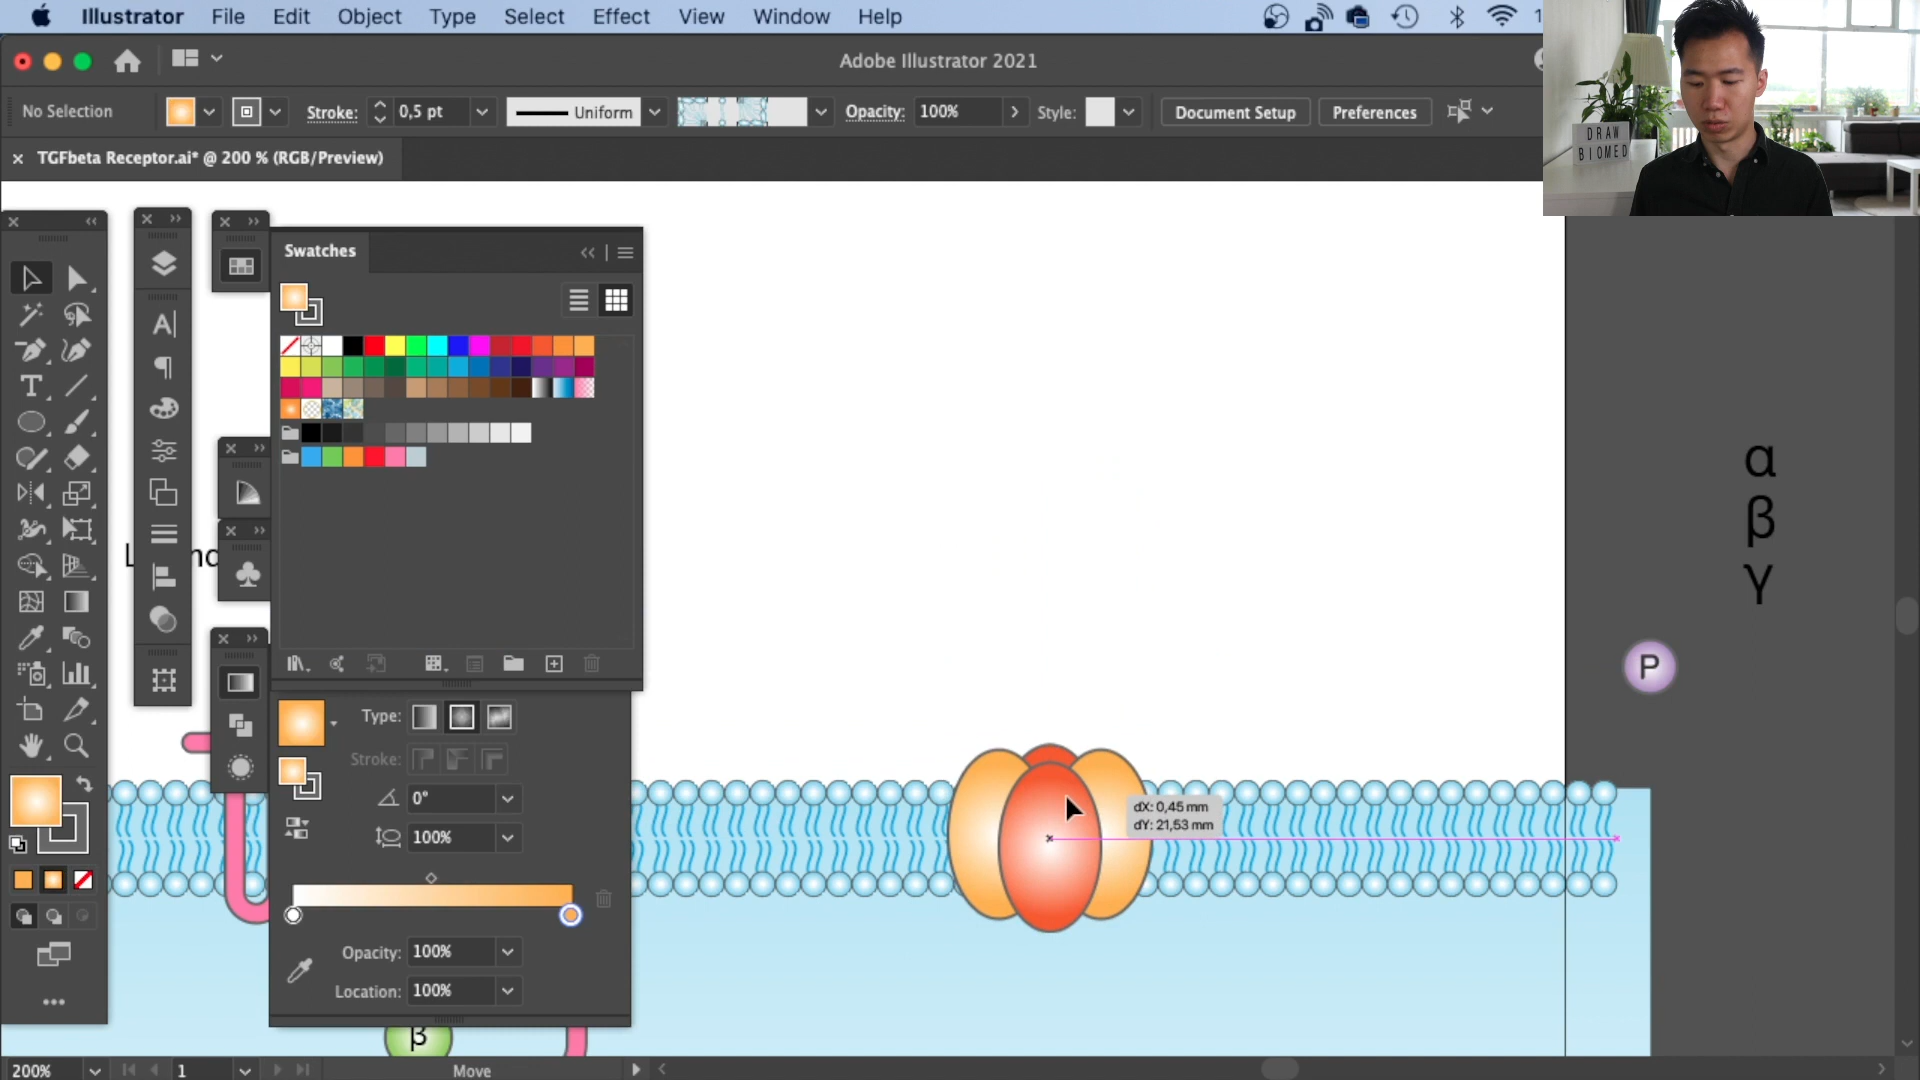 Illustrator File Edit Object Type Select Effect View Window Help
Adobe Illustrator 2021
No Selection Stroke: 0,5 pt Uniform Opacity: 100% Style: Document Setup Preferences
DRAW
BIOMED
× TGFbeta Receptor.ai* @ 200 % (RGB/Preview)
Swatches
α
β
γ
P
Type:
Stroke:
0°
100%
dX: 0,45 mm
dY: 21,53 mm
Opacity: 100%
Location: 100%
β
200% 1 Move